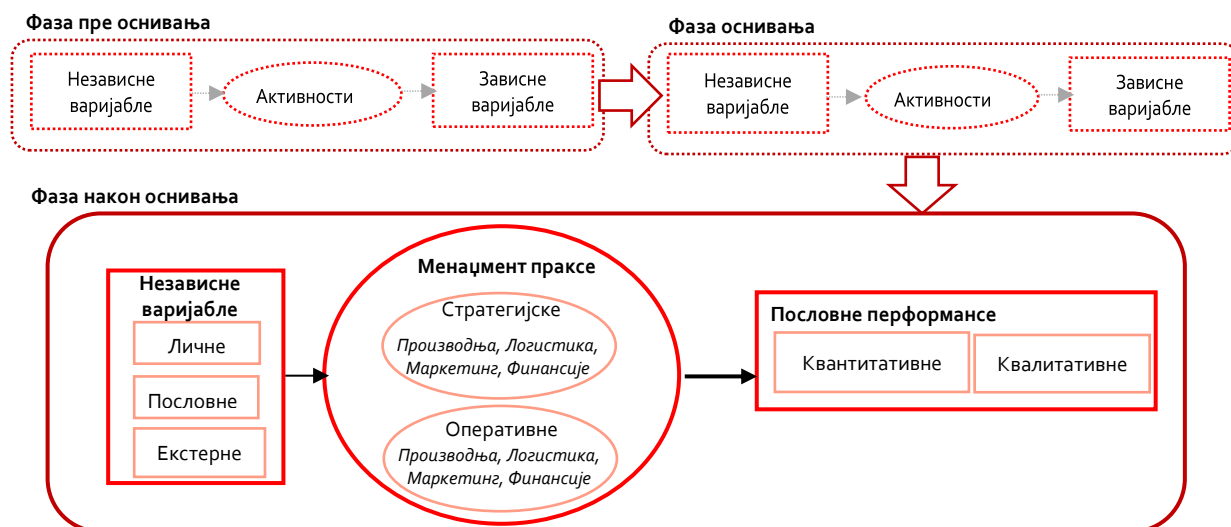 Фаза пре оснивања
Независне
варијабле
Активности
Зависне
варијабле
Фаза оснивања
Независне
варијабле
Активности
Зависне
варијабле
Фаза након оснивања
Независне
варијабле
Личне
Пословне
Екстерне
Менаџмент праксе
Стратегијске
Производња, Логистика,
Маркетинг, Финансије
Оперативне
Производња, Логистика,
Маркетинг, Финансије
Пословне перформансе
Квантитативне
Квалитативне